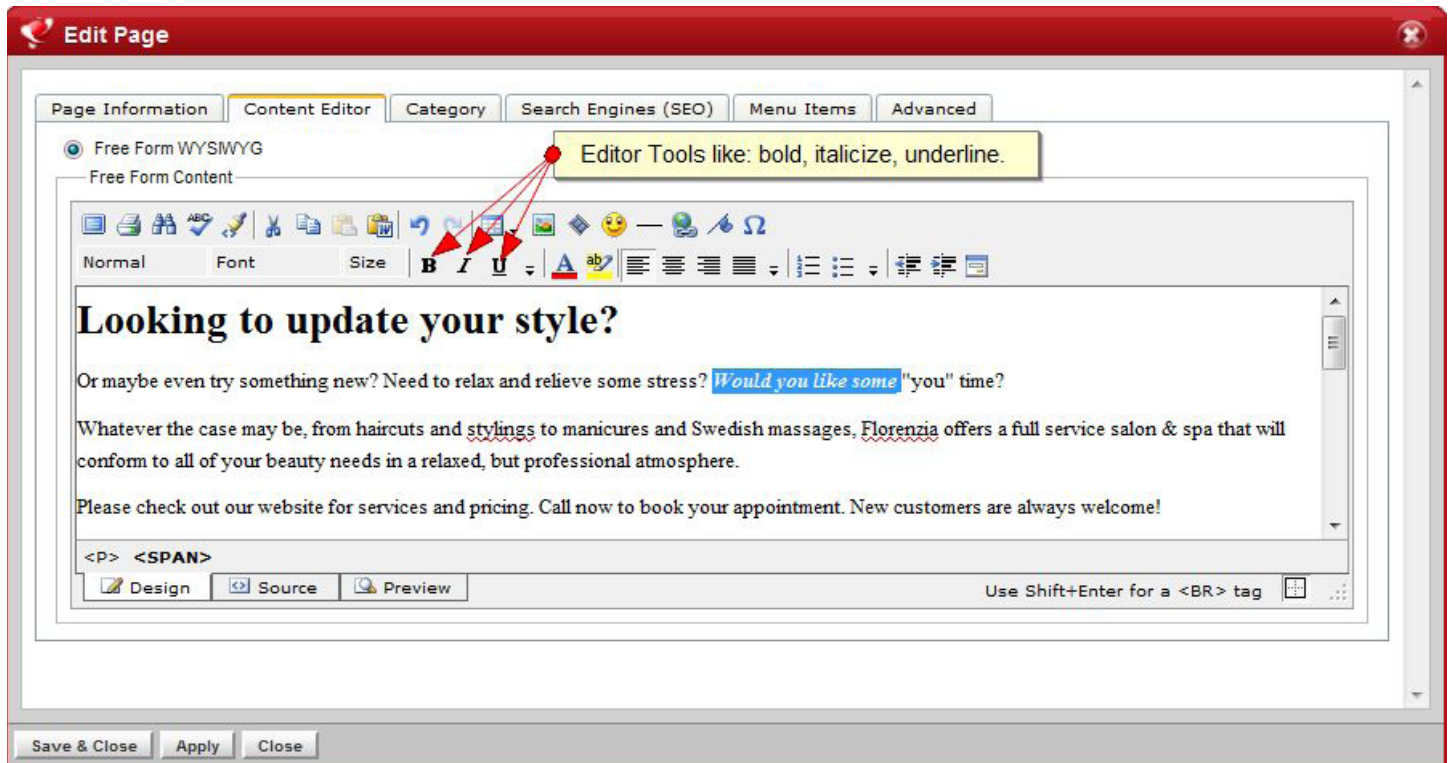 Edit Page
Page Information Content Editor Category Search Engines (SEO) Menu Items Advanced
Free Form WYSIWYG
Editor Tools like: bold, italicize, underline.
Free Form Content
ABC W Ω
Normal Font Size B I U A ab
Looking to update your style?
Or maybe even try something new? Need to relax and relieve some stress? Would you like some "you" time?
Whatever the case may be, from haircuts and stylings to manicures and Swedish massages, Florenzia offers a full service salon & spa that will
conform to all of your beauty needs in a relaxed, but professional atmosphere.
Please check out our website for services and pricing. Call now to book your appointment. New customers are always welcome!
<P> <SPAN>
Design Source Preview Use Shift+Enter for a <BR> tag
Save & Close Apply Close